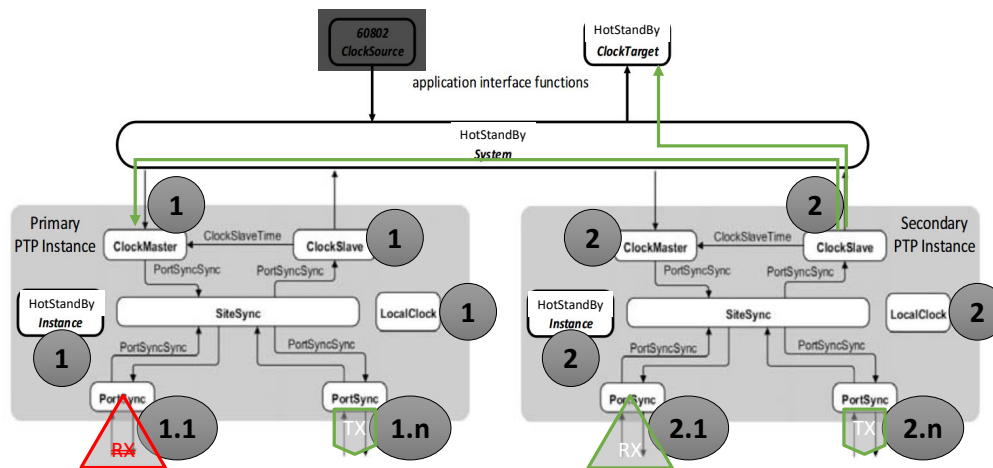 60802
ClockSource
HotStandBy
ClockTarget
application interface functions
HotStandBy
System
Primary
PTP Instance
1
ClockMaster
ClockSlaveTime
ClockSlave
1
PortSyncSync
PortSyncSync
HotStandBy
Instance
1
SiteSync
LocalClock
1
PortSyncSync
PortSyncSync
PortSync
RX
1.1
PortSync
TX
1.n
2
Secondary
PTP Instance
2
ClockMaster
ClockSlaveTime
ClockSlave
PortSyncSync
PortSyncSync
HotStandBy
Instance
2
SiteSync
LocalClock
2
PortSyncSync
PortSyncSync
PortSync
RX
2.1
PortSync
TX
2.n